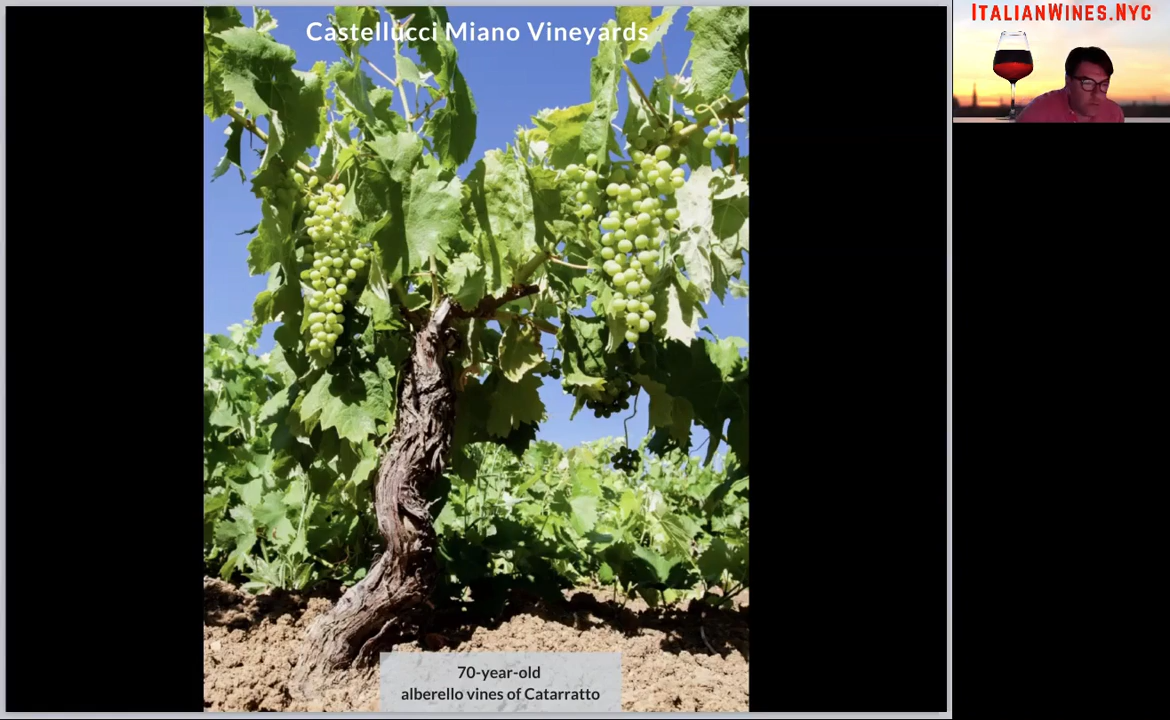 Castellucci Miano Vineyards
ItalianWines.NYC
70-year-old
alberello vines of Catarratto